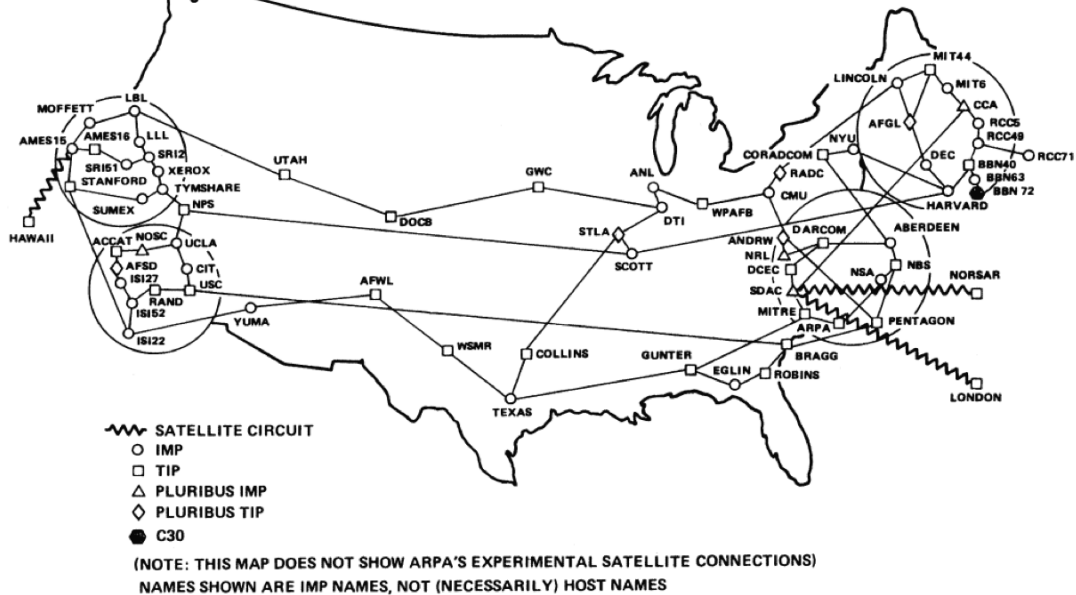 MIT44
LINCOLN
MIT6
CCA
MOFFETT
LBL
AFGL
RCC5
RCC49
AMES15
AMES16
LLL
NYU
RCC71
SRI2
CORADCOM
DEC
BBN40
SRI51
XEROX
UTAH
GWC
ANL
RADC
BBN63
STANFORD
TYMSHARE
WPAFB
CMU
BBN 72
SUMEX
NPS
DTI
HARVARD
HAWAII
DOCB
STLA
DARCOM
ABERDEEN
ACCAT
NOSC
UCLA
ANDRW
SCOTT
NRL
AFSD
CIT
DCEC
NSA
NBS
NORSAR
ISI27
RAND
USC
AFWL
SDAC
ISI52
YUMA
MITRE
ARPA
PENTAGON
ISI22
WSMR
COLLINS
GUNTER
BRAGG
EGLIN
ROBINS
LONDON
TEXAS
SATELLITE CIRCUIT
IMP
TIP
PLURIBUS IMP
PLURIBUS TIP
C30
(NOTE: THIS MAP DOES NOT SHOW ARPA'S EXPERIMENTAL SATELLITE CONNECTIONS)
NAMES SHOWN ARE IMP NAMES, NOT (NECESSARILY) HOST NAMES